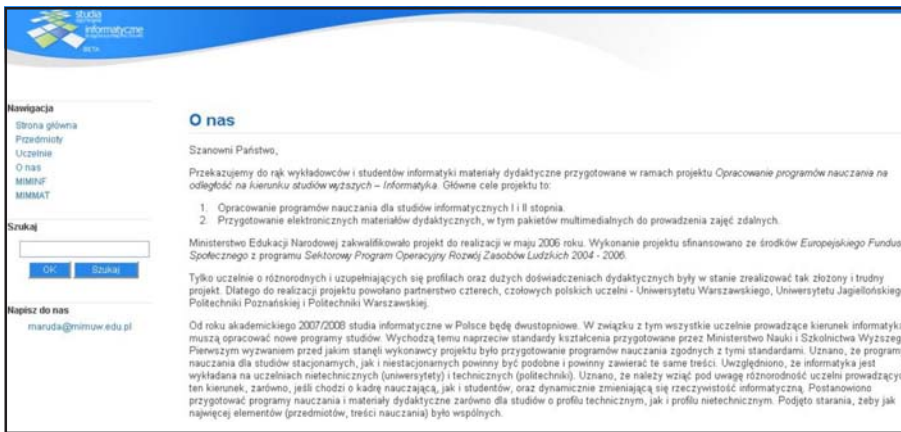 studia
informatyczne
BETA
Nawigacja
Strona główna
Przedmioty
Uczelnie
O nas
MIMINF
MIMMAT
Szukaj
OK Szukaj
Napisz do nas
maruda@mimuw.edu.pl
O nas
Szanowni Państwo,
Przekazujemy do rąk wykładowców i studentów informatyki materiały dydaktyczne przygotowane w ramach projektu Opracowanie programów nauczania na
odległość na kierunku studiów wyższych – Informatyka. Główne cele projektu to:
1. Opracowanie programów nauczania dla studiów informatycznych I i II stopnia.
2. Przygotowanie elektronicznych materiałów dydaktycznych, w tym pakietów multimedialnych do prowadzenia zajęć zdalnych.
Ministerstwo Edukacji Narodowej zakwalifikowało projekt do realizacji w maju 2006 roku. Wykonanie projektu sfinansowano ze środków Europejskiego Fundus
Społecznego z programu Sektorowy Program Operacyjny Rozwój Zasobów Ludzkich 2004 - 2006.
Tylko uczelnie o różnorodnych i uzupełniających się profilach oraz dużych doświadczeniach dydaktycznych były w stanie zrealizować tak złożony i trudny
projekt. Dlatego do realizacji projektu powołano partnerstwo czterech, czołowych polskich uczelni - Uniwersytetu Warszawskiego, Uniwersytetu Jagiellońskieg
Politechniki Poznańskiej i Politechniki Warszawskiej.
Od roku akademickiego 2007/2008 studia informatyczne w Polsce będę dwustopniowe. W związku z tym wszystkie uczelnie prowadzące kierunek informatyka
muszą opracować nowe programy studiów. Wychodzą temu naprzeciw standardy kształcenia przygotowane przez Ministerstwo Nauki i Szkolnictwa Wyższeg
Pierwszym wyzwaniem przed jakim stanęli wykonawcy projektu było przygotowanie programów nauczania zgodnych z tymi standardami. Uznano, że program
nauczania dla studiów stacjonarnych, jak i niestacjonarnych powinny być podobne i powinny zawierać te same treści. Uwzględniono, że informatyka jest
wykładana na uczelniach nietechnicznych (uniwersytety) i technicznych (politechniki). Uznano, że należy wziąć pod uwagę różnorodność uczelni prowadzącyc
ten kierunek, zarówno, jeśli chodzi o kadrę nauczającą, jak i studentów, oraz dynamicznie zmieniającą się rzeczywistość informatyczną. Postanowiono
przygotować programy nauczania i materiały dydaktyczne zarówno dla studiów o profilu technicznym, jak i profilu nietechnicznym. Podjęto starania, żeby jak
najwięcej elementów (przedmiotów, treści nauczania) było wspólnych.